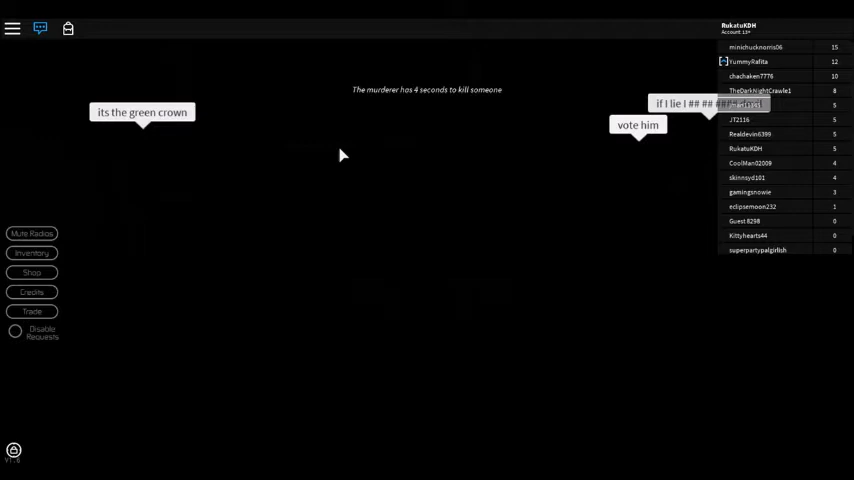 RukatuKDH
Account: 13+
minichucknorris06 15
YummyRafita 12
chachaken7776 10
The murderer has 4 seconds to kill someone
TheDarkNightCrawle1 8
if I lie I ## ##
5
its the green crown
JT2116 5
vote him
Realdevin6399 5
RukatuKDH 5
CoolMan02009 4
skinnsyd101 4
gamingsnowie 3
eclipsemoon232 1
Guest 8298 0
Kittyhearts44 0
superpartypalgirlish 0
Mute Radios
Inventory
Shop
Credits
Trade
Disable
Requests